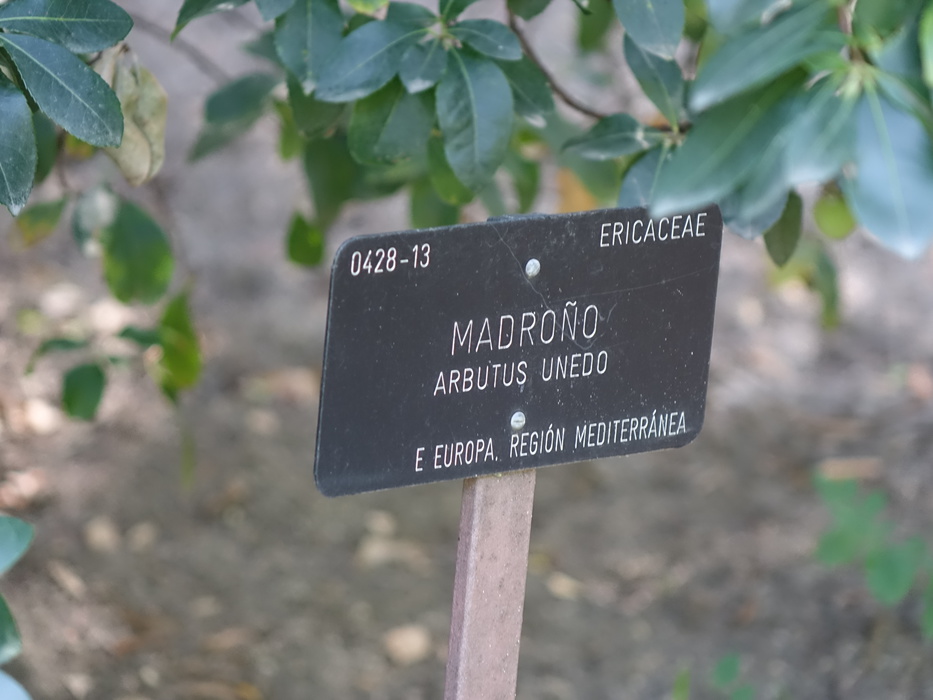 0428-13 ERICACEAE
MADROÑO
ARBUTUS UNEDO
E EUROPA. REGIÓN MEDITERRÁNEA